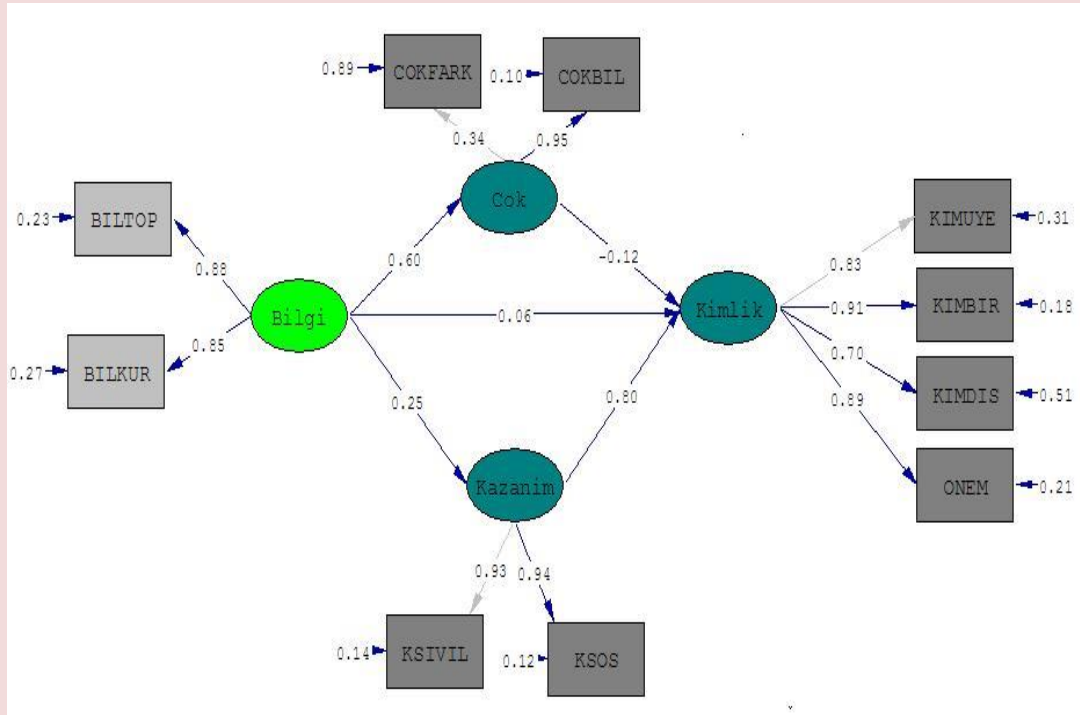 0.89
COKFARK
0.10
COKBIL
0.34
0.95
Cok
0.23
BILTOP
0.88
0.60
-0.12
KIMUYE
0.31
0.83
Bilgi
0.06
Kimlik
0.91
KIMBIR
0.18
0.85
0.27
BILKUR
0.25
0.80
0.70
KIMDIS
0.51
0.89
Kazanim
ONEM
0.21
0.93
0.94
0.14
KSIVIL
0.12
KSOS